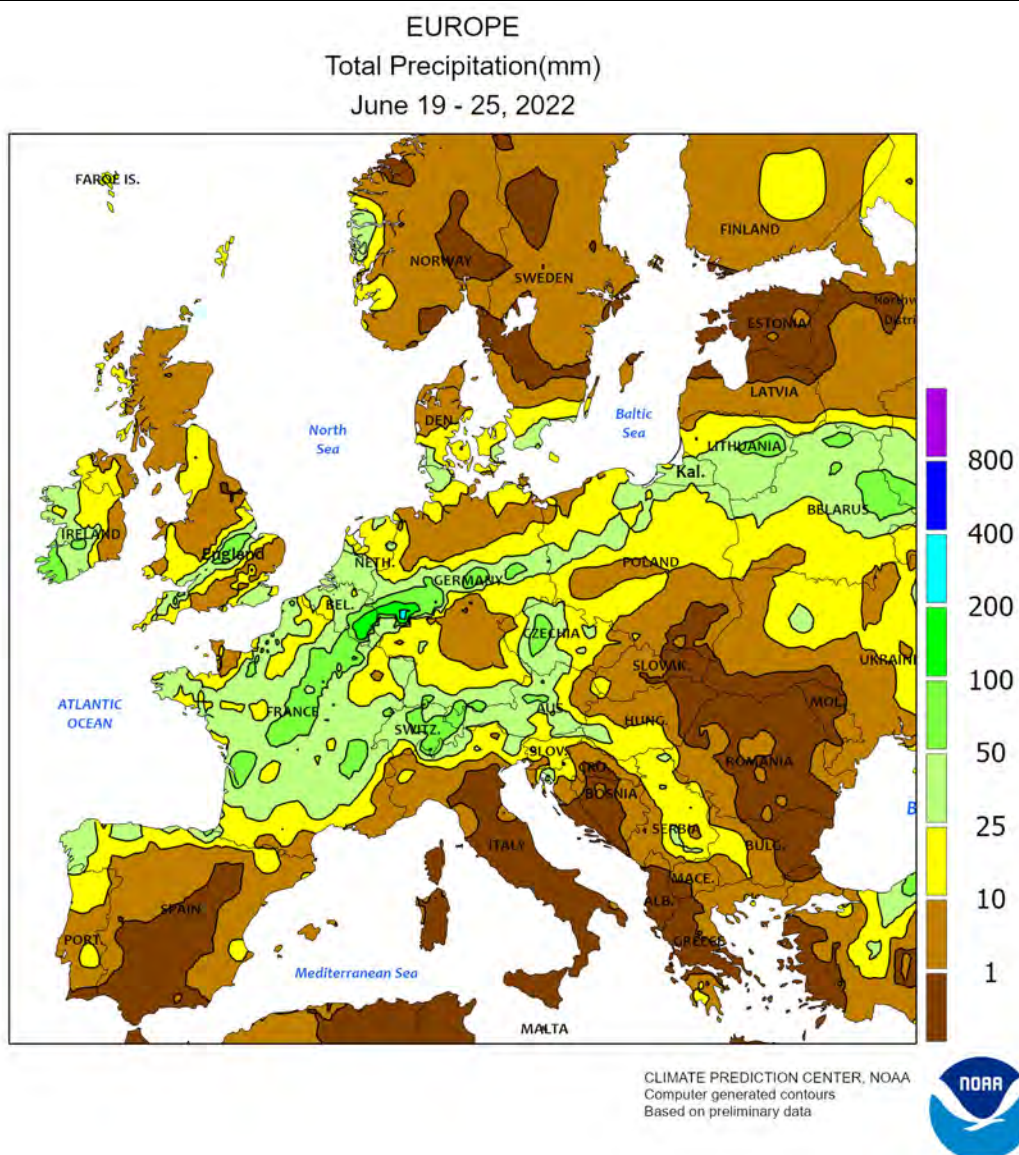 EUROPE
Total Precipitation(mm)
June 19 - 25, 2022
FAROE IS.
FINLAND
NORWAY
SWEDEN
Northw
Distri
ESTONIA
LATVIA
DEN.
North
Sea
Baltic
Sea
LITHUANIA
Kal.
BELARUS
IRELAND
England
NETH.
POLAND
GERMANY
BEL.
CZECHIA
UKRAINI
SLOVAK.
ATLANTIC
OCEAN
FRANCE
AUS.
MOL.
SWITZ.
HUNG.
SLOV.
CRO.
ROMANIA
BOSNIA
B
SERBIA
ITALY
BULG.
MACE.
SPAIN
ALB.
PORT.
GREECE
Mediterranean Sea
MALTA
800
400
200
100
50
25
10
1
CLIMATE PREDICTION CENTER, NOAA
Computer generated contours
Based on preliminary data
NOAA